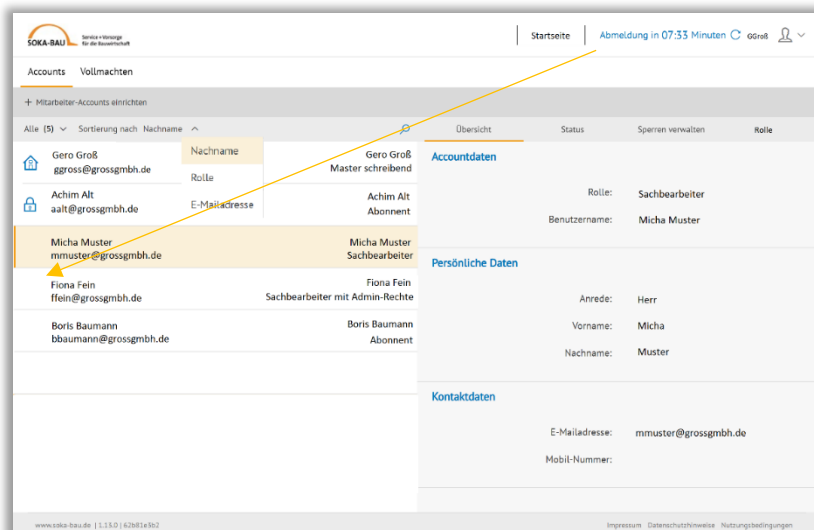 SOKA-BAU Service + Vorsorge
für die Bauwirtschaft
Startseite
Abmeldung in 07:33 Minuten
GGroß
Accounts
Vollmachten
+ Mitarbeiter-Accounts einrichten
Alle (5)
Sortierung nach Nachname
Nachname
Rolle
E-Mailadresse
Gero Groß
ggross@grossgmbh.de
Gero Groß
Master schreibend
Achim Alt
aalt@grossgmbh.de
Achim Alt
Abonnent
Micha Muster
mmuster@grossgmbh.de
Micha Muster
Sachbearbeiter
Fiona Fein
ffein@grossgmbh.de
Fiona Fein
Sachbearbeiter mit Admin-Rechte
Boris Baumann
bbaumann@grossgmbh.de
Boris Baumann
Abonnent
Übersicht
Status
Sperren verwalten
Rolle
Accountdaten
Rolle: Sachbearbeiter
Benutzername: Micha Muster
Persönliche Daten
Anrede: Herr
Vorname: Micha
Nachname: Muster
Kontaktdaten
E-Mailadresse: mmuster@grossgmbh.de
Mobil-Nummer:
www.soka-bau.de | 1.15.0 | 62b81e5b2
Impressum Datenschutzhinweise Nutzungsbedingungen